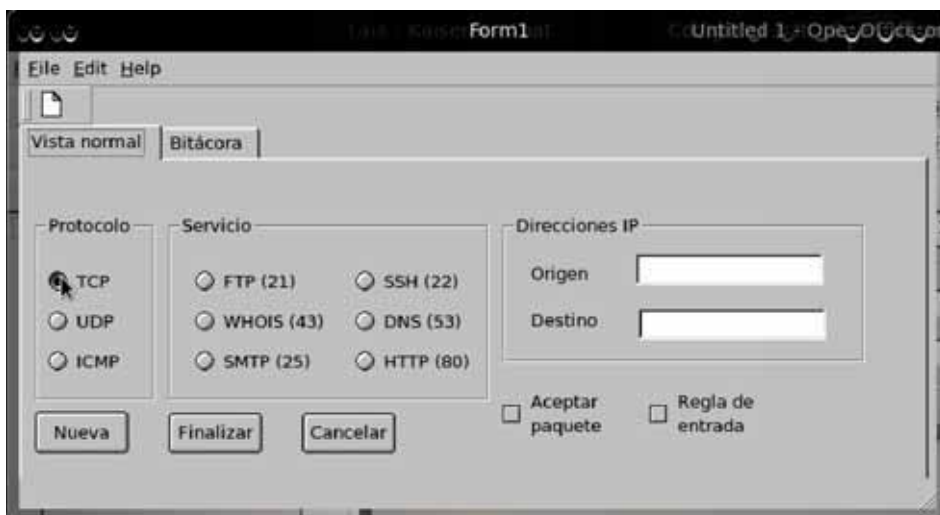 Form1
Untitled 1 - OpenOffice.or
File Edit Help
Vista normal Bitácora
Protocolo Servicio Direcciones IP
TCP FTP (21) SSH (22) Origen
UDP WHOIS (43) DNS (53) Destino
ICMP SMTP (25) HTTP (80)
Nueva Finalizar Cancelar
Aceptar paquete
Regla de entrada